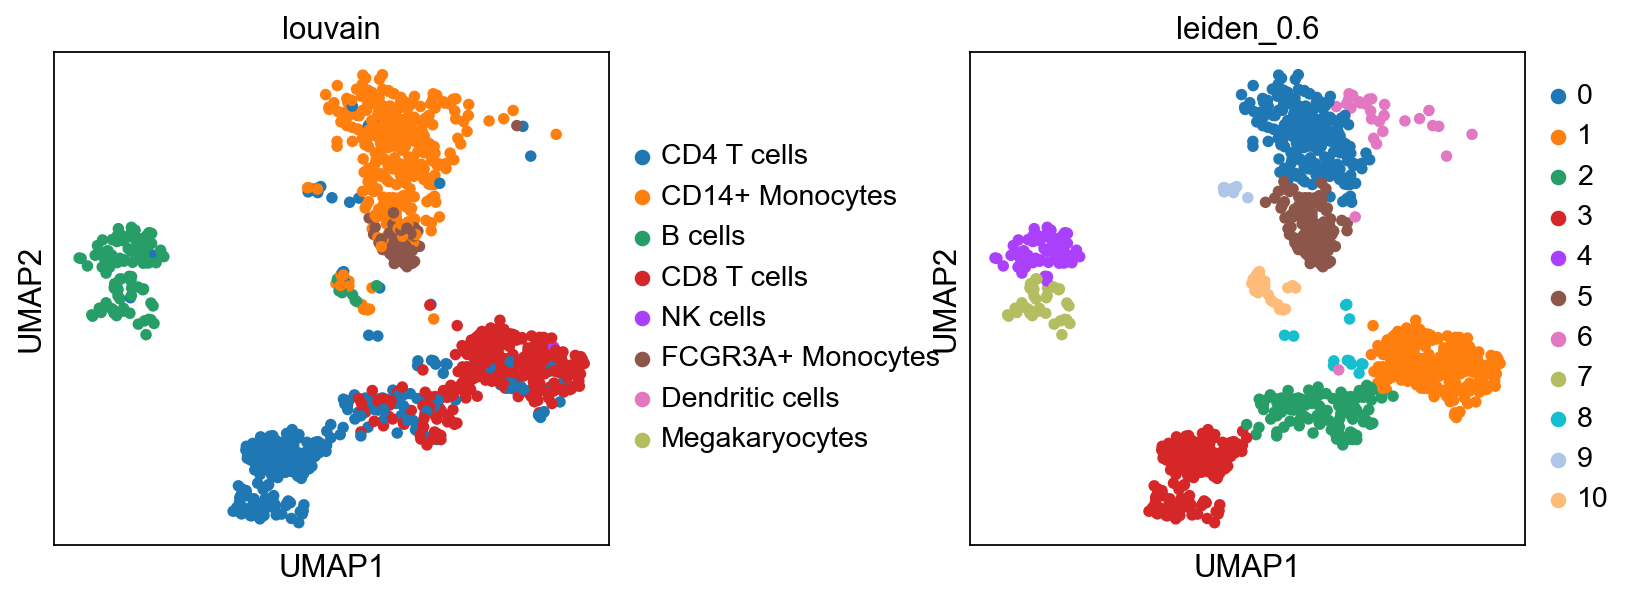 louvain
UMAP2
UMAP1
CD4 T cells
CD14+ Monocytes
B cells
CD8 T cells
NK cells
FCGR3A+ Monocytes
Dendritic cells
Megakaryocytes
leiden_0.6
UMAP2
UMAP1
0
1
2
3
4
5
6
7
8
9
10